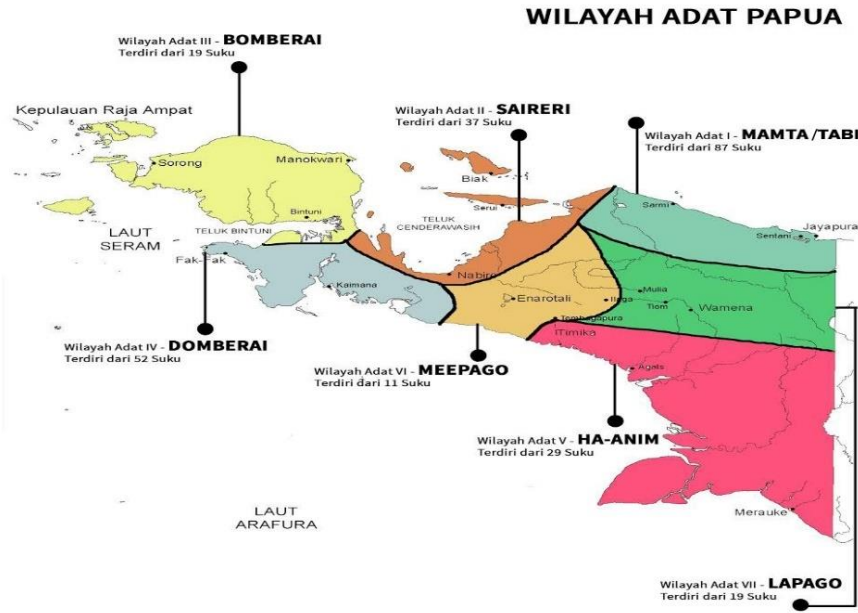 WILAYAH ADAT PAPUA
Wilayah Adat III - BOMBERAI
Terdiri dari 19 Suku
Kepulauan Raja Ampat
Wilayah Adat II - SAIRERI
Terdiri dari 37 Suku
Wilayah Adat I - MAMTA/TABI
Terdiri dari 87 Suku
Sorong
Manokwari
Biak
Serui
Sarmi
Bintuni
TELUK BINTUNI
TELUK
CENDERAWASIH
Jayapura
Sentani
LAUT
SERAM
Fak-Fak
Kaimana
Nabire
Enarotali
Ilaga
Mulia
Tiom
Wamena
Tembagapura
TImika
Wilayah Adat IV - DOMBERAI
Terdiri dari 52 Suku
Wilayah Adat VI - MEEPAGO
Terdiri dari 11 Suku
Agats
Wilayah Adat V - HA-ANIM
Terdiri dari 29 Suku
LAUT
ARAFURA
Merauke
Wilayah Adat VII - LAPAGO
Terdiri dari 19 Suku